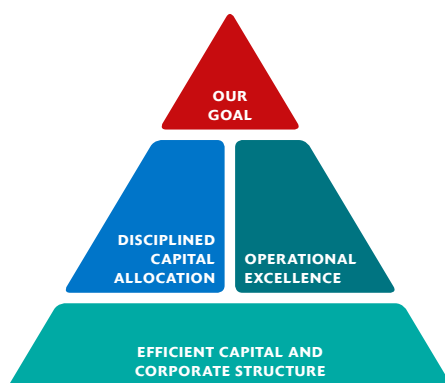 OUR
GOAL
DISCIPLINED
CAPITAL
ALLOCATION
OPERATIONAL
EXCELLENCE
EFFICIENT CAPITAL AND
CORPORATE STRUCTURE